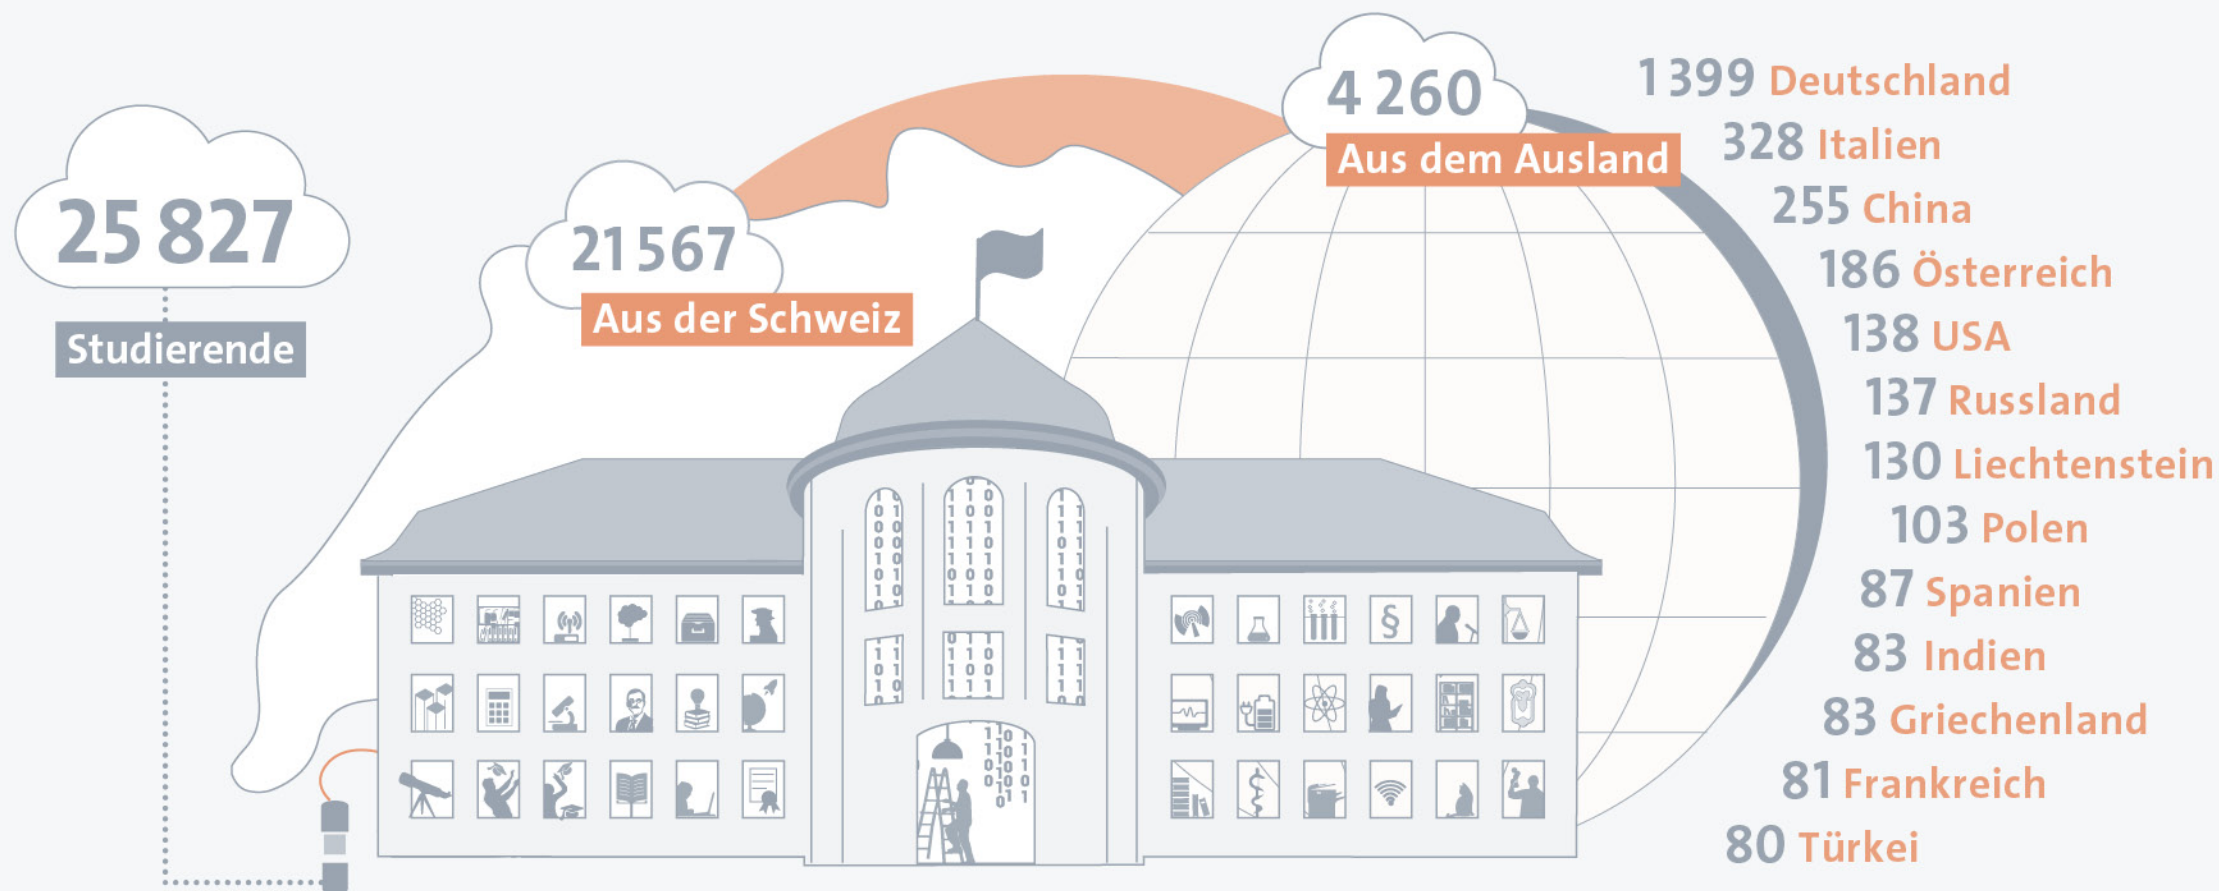 25 827
Studierende
21 567
Aus der Schweiz
4 260
Aus dem Ausland
1 399 Deutschland
328 Italien
255 China
186 Österreich
138 USA
137 Russland
130 Liechtenstein
103 Polen
87 Spanien
83 Indien
83 Griechenland
81 Frankreich
80 Türkei
§